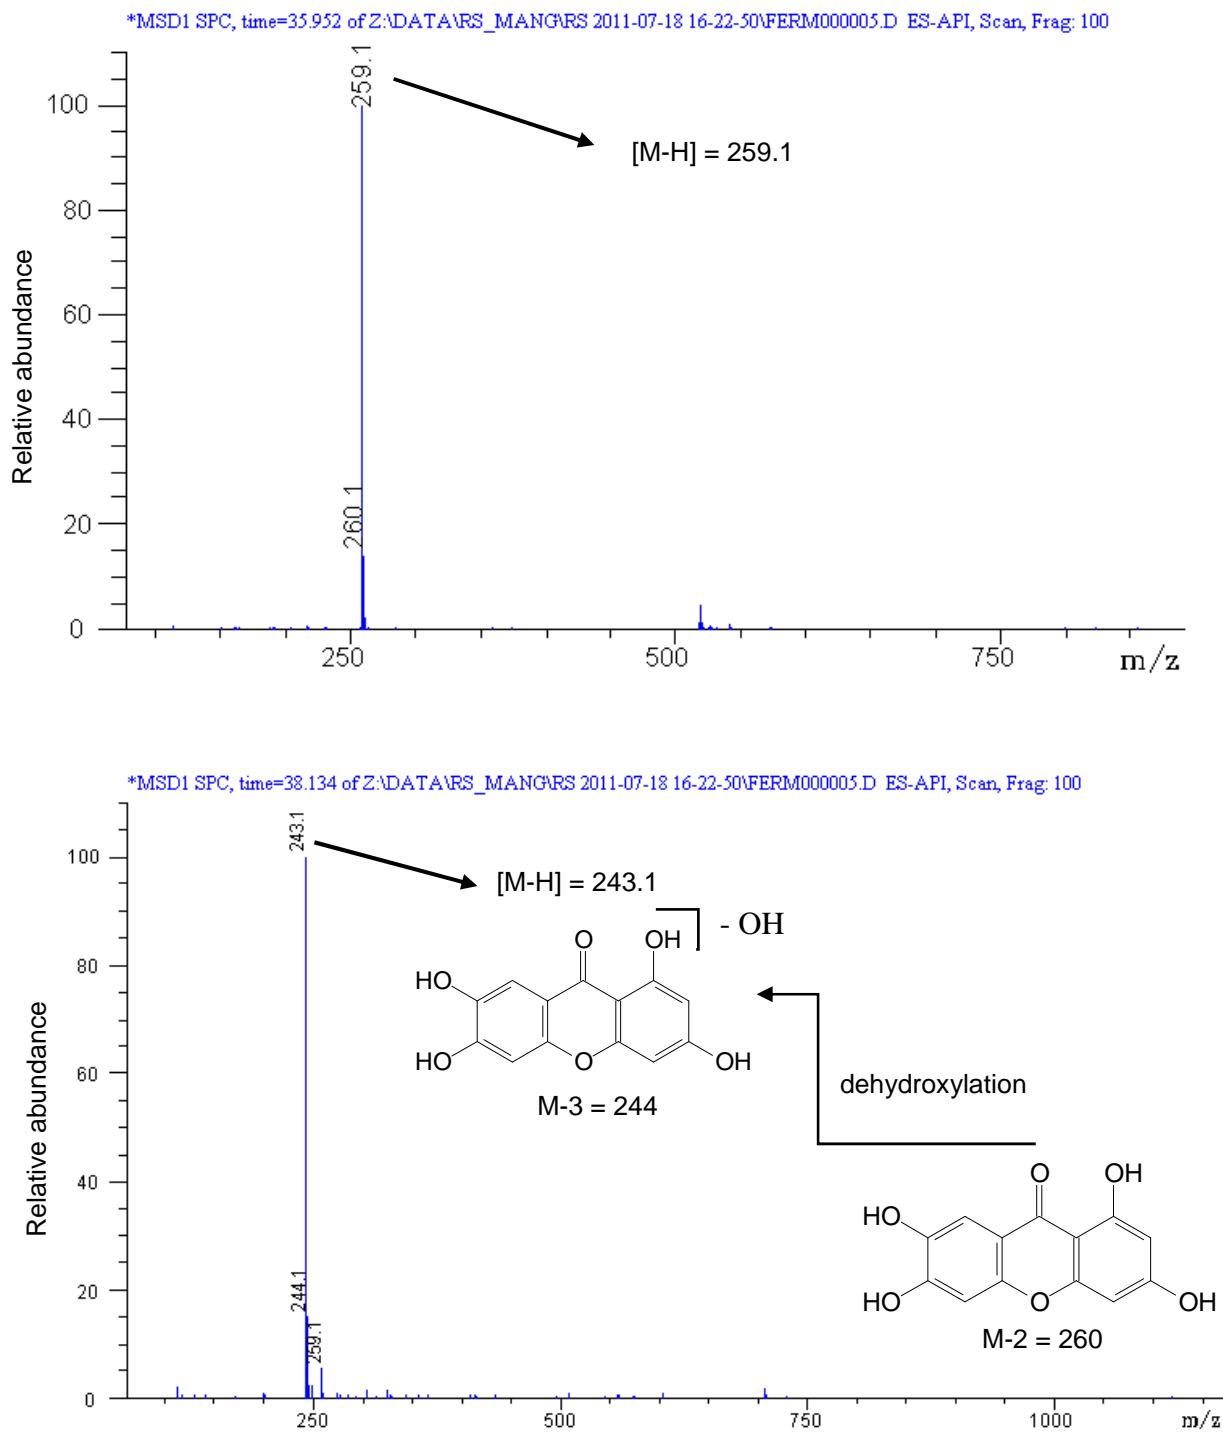 *MSD1 SPC, time=35.952 of Z:\DATA\RS_MANG\RS 2011-07-18 16-22-50\FERM000005.D ES-API, Scan, Frag: 100
259.1
100
[M-H] = 259.1
80
Relative abundance
60
40
260.1
20
0
250
500
750
m/z
*MSD1 SPC, time=38.134 of Z:\DATA\RS_MANG\RS 2011-07-18 16-22-50\FERM000005.D ES-API, Scan, Frag: 100
243.1
100
[M-H] = 243.1
- OH
O
OH
80
HO
Relative abundance
HO
O
OH
60
dehydroxylation
M-3 = 244
40
O
OH
HO
244.1
20
HO
O
OH
259.1
M-2 = 260
0
250
500
750
1000
m/z